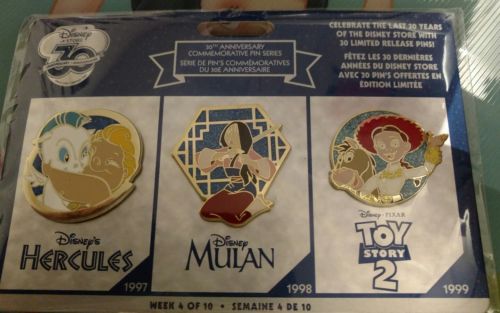 Disney
STORE
30
30TH ANNIVERSARY
COMMEMORATIVE PIN SERIES
SÉRIE DE PIN'S COMMÉMORATIVES
DU 30E ANNIVERSAIRE
CELEBRATE THE LAST 30 YEARS
OF THE DISNEY STORE WITH
30 LIMITED RELEASE PINS!
FÊTEZ LES 30 DERNIÈRES
ANNÉES DU DISNEY STORE
AVEC 30 PIN'S OFFERTES EN
ÉDITION LIMITÉE
DISNEY'S
HERCULES
1997
DISNEY
MULAN
1998
DISNEY · PIXAR
TOY
STORY
2
1999
WEEK 4 OF 10 • SEMAINE 4 DE 10